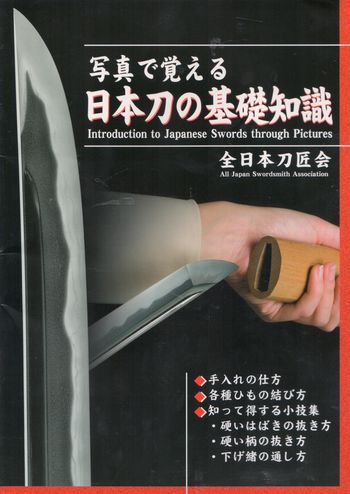 写真で覚える
日本刀の基礎知識
Introduction to Japanese Swords through Pictures
全日本刀匠会
All Japan Swordsmith Association
◆手入れの仕方
◆各種ひもの結び方
◆知って得する小技集
・硬いはばきの抜き方
・硬い柄の抜き方
・下げ緒の通し方